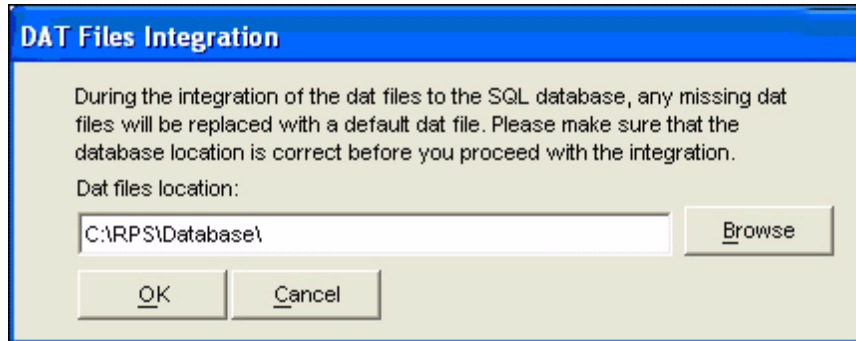 DAT Files Integration
During the integration of the dat files to the SQL database, any missing dat
files will be replaced with a default dat file. Please make sure that the
database location is correct before you proceed with the integration.
Dat files location:
C:\RPS\Database\
Browse
OK
Cancel